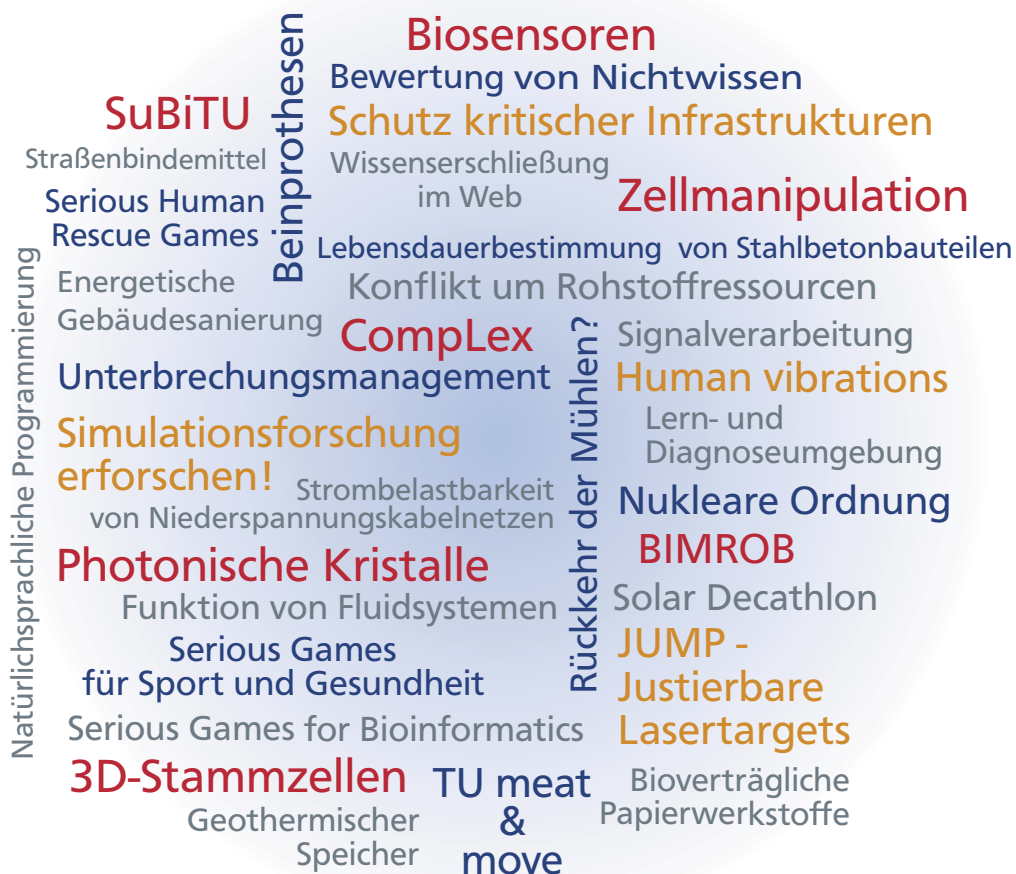 Biosensoren
Bewertung von Nichtwissen
Beinprothesen
SuBiTU
Schutz kritischer Infrastrukturen
Straßenbindemittel
Wissenserschließung
im Web
Zellmanipulation
Serious Human
Rescue Games
Lebensdauerbestimmung von Stahlbetonbauteilen
Energetische
Gebäudesanierung
Konflikt um Rohstoffressourcen
CompLex
Signalverarbeitung
Unterbrechungsmanagement
Human vibrations
Natürlichsprachliche Programmierung
Rückkehr der Mühlen?
Simulationsforschung
erforschen!
Lern- und
Diagnoseumgebung
Strombelastbarkeit
von Niederspannungskabelnetzen
Nukleare Ordnung
BIMROB
Photonische Kristalle
Funktion von Fluidsystemen
Solar Decathlon
Serious Games
für Sport und Gesundheit
JUMP -
Justierbare
Lasertargets
Serious Games for Bioinformatics
3D-Stammzellen
TU meat
&
move
Bioverträgliche
Papierwerkstoffe
Geothermischer
Speicher